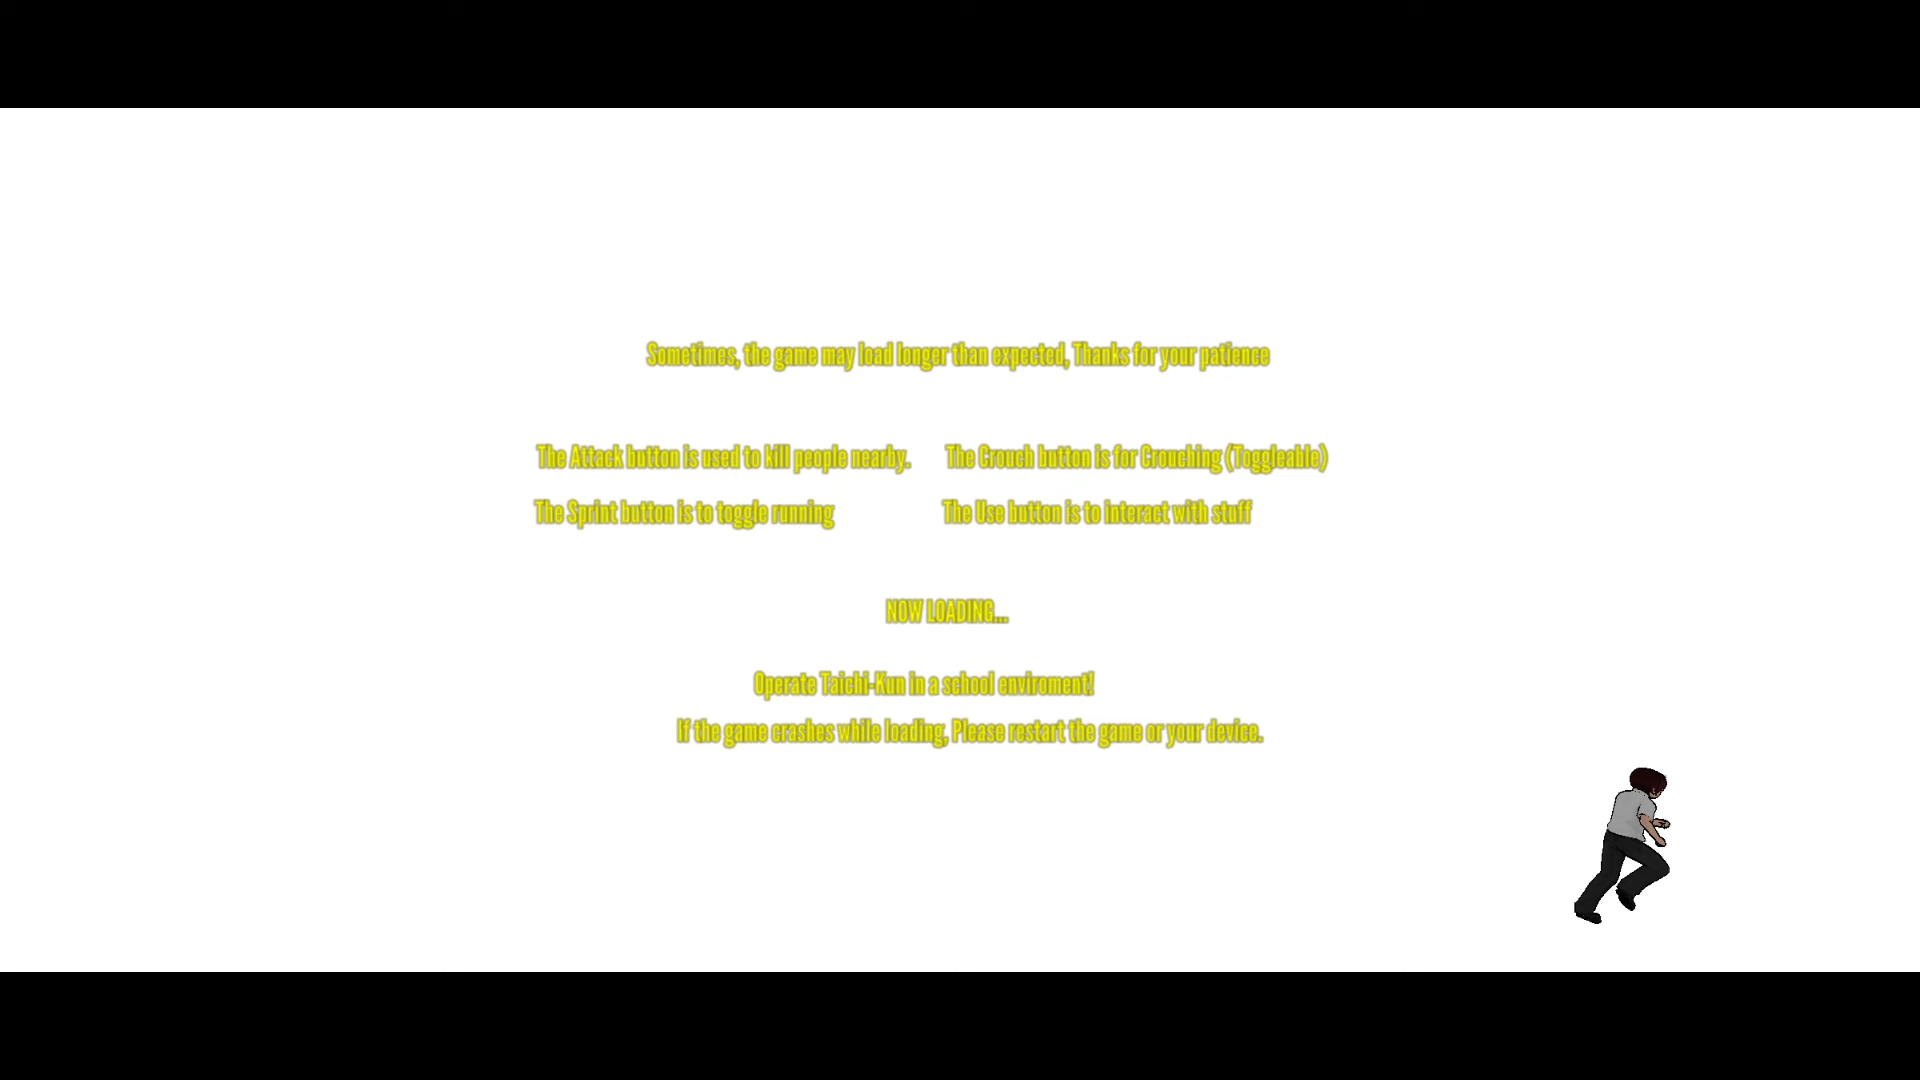 Sometimes, the game may load longer than expected, Thanks for your patience
The Attack button is used to kill people nearby.
The Crouch button is for Crouching (Toggleable)
The Sprint button is to toggle running
The Use button is to interact with stuff
NOW LOADING...
Operate Taichi-Kun in a school enviroment!
If the game crashes while loading, Please restart the game or your device.